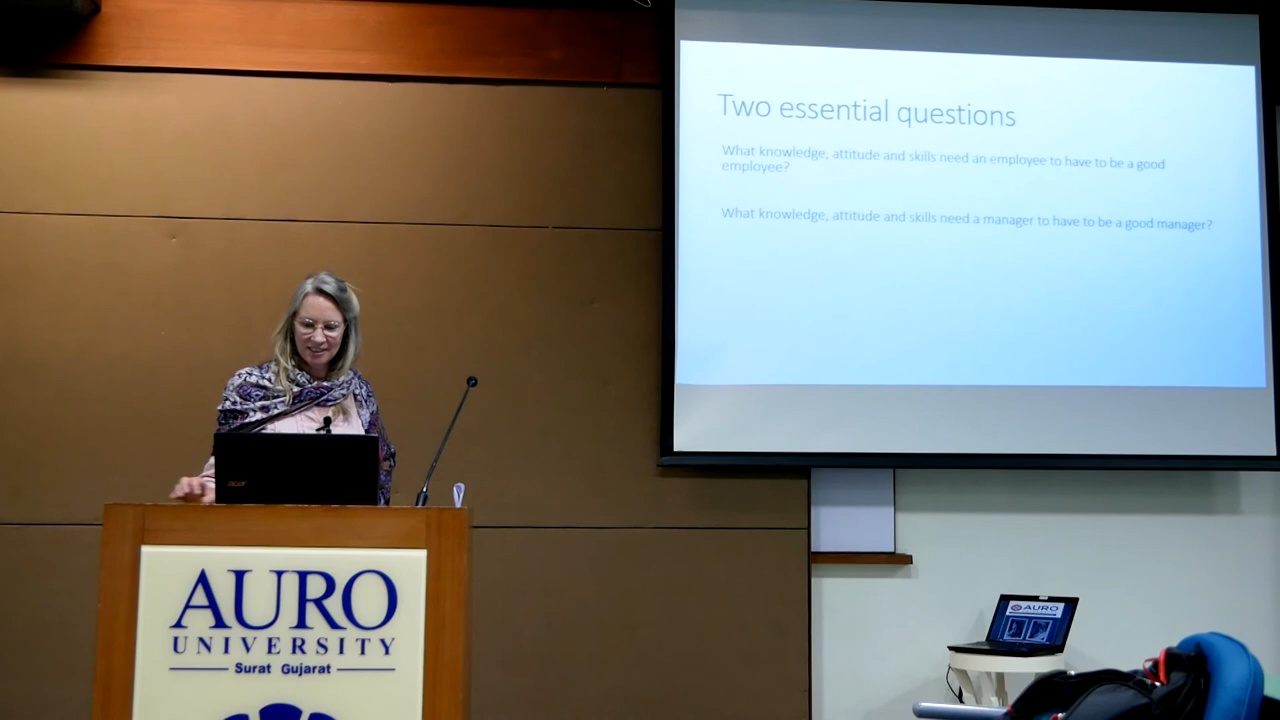 Two essential questions
What knowledge, attitude and skills need an employee to have to be a good
employee?
What knowledge, attitude and skills need a manager to have to be a good manager?
acer
AURO
UNIVERSITY
Surat Gujarat
AURO